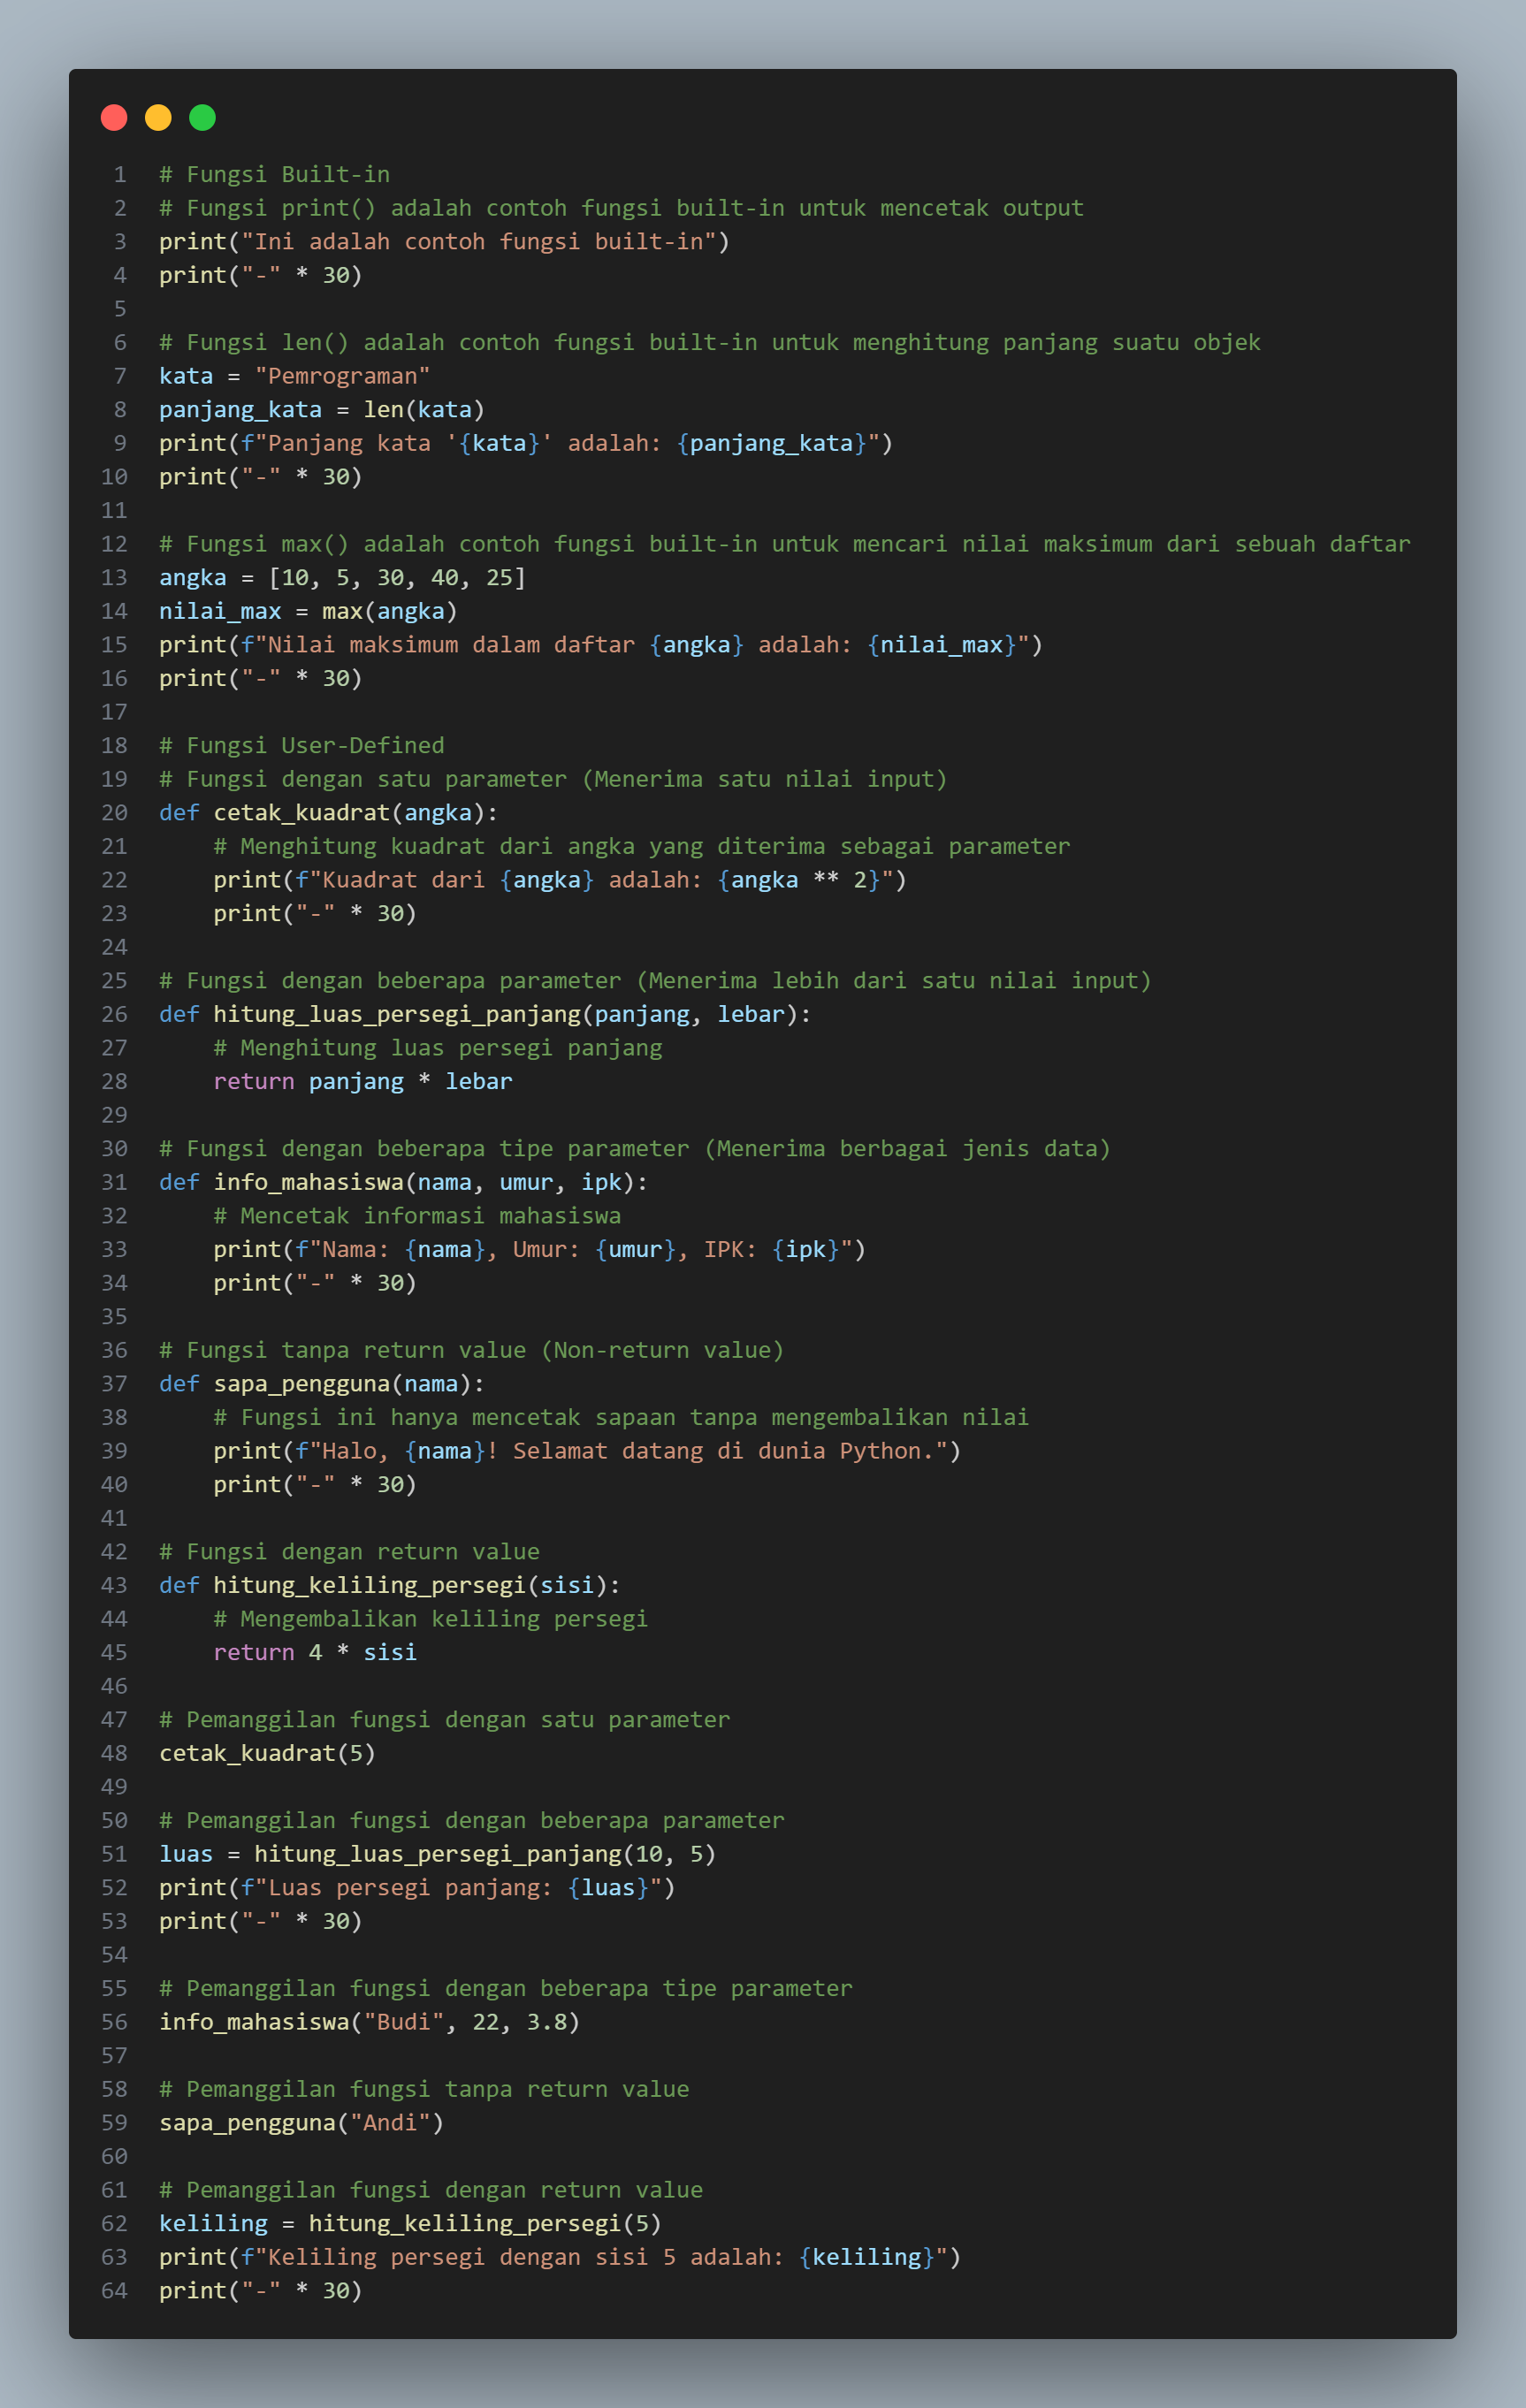 1 # Fungsi Built-in
2 # Fungsi print() adalah contoh fungsi built-in untuk mencetak output
3 print("Ini adalah contoh fungsi built-in")
4 print("-" * 30)
5
6 # Fungsi len() adalah contoh fungsi built-in untuk menghitung panjang suatu objek
7 kata = "Pemrograman"
8 panjang_kata = len(kata)
9 print(f"Panjang kata '{kata}' adalah: {panjang_kata}")
10 print("-" * 30)
11
12 # Fungsi max() adalah contoh fungsi built-in untuk mencari nilai maksimum dari sebuah daftar
13 angka = [10, 5, 30, 40, 25]
14 nilai_max = max(angka)
15 print(f"Nilai maksimum dalam daftar {angka} adalah: {nilai_max}")
16 print("-" * 30)
17
18 # Fungsi User-Defined
19 # Fungsi dengan satu parameter (Menerima satu nilai input)
20 def cetak_kuadrat(angka):
21     # Menghitung kuadrat dari angka yang diterima sebagai parameter
22     print(f"Kuadrat dari {angka} adalah: {angka ** 2}")
23     print("-" * 30)
24
25 # Fungsi dengan beberapa parameter (Menerima lebih dari satu nilai input)
26 def hitung_luas_persegi_panjang(panjang, lebar):
27     # Menghitung luas persegi panjang
28     return panjang * lebar
29
30 # Fungsi dengan beberapa tipe parameter (Menerima berbagai jenis data)
31 def info_mahasiswa(nama, umur, ipk):
32     # Mencetak informasi mahasiswa
33     print(f"Nama: {nama}, Umur: {umur}, IPK: {ipk}")
34     print("-" * 30)
35
36 # Fungsi tanpa return value (Non-return value)
37 def sapa_pengguna(nama):
38     # Fungsi ini hanya mencetak sapaan tanpa mengembalikan nilai
39     print(f"Halo, {nama}! Selamat datang di dunia Python.")
40     print("-" * 30)
41
42 # Fungsi dengan return value
43 def hitung_keliling_persegi(sisi):
44     # Mengembalikan keliling persegi
45     return 4 * sisi
46
47 # Pemanggilan fungsi dengan satu parameter
48 cetak_kuadrat(5)
49
50 # Pemanggilan fungsi dengan beberapa parameter
51 luas = hitung_luas_persegi_panjang(10, 5)
52 print(f"Luas persegi panjang: {luas}")
53 print("-" * 30)
54
55 # Pemanggilan fungsi dengan beberapa tipe parameter
56 info_mahasiswa("Budi", 22, 3.8)
57
58 # Pemanggilan fungsi tanpa return value
59 sapa_pengguna("Andi")
60
61 # Pemanggilan fungsi dengan return value
62 keliling = hitung_keliling_persegi(5)
63 print(f"Keliling persegi dengan sisi 5 adalah: {keliling}")
64 print("-" * 30)